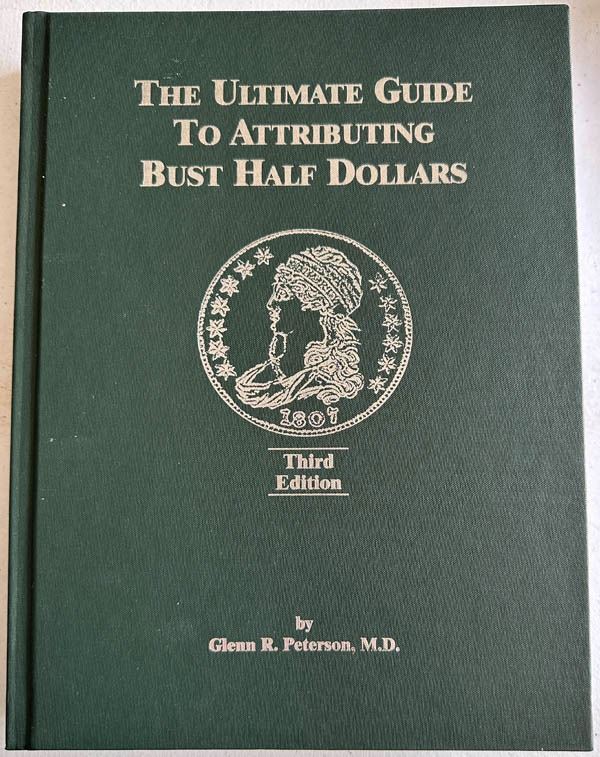 The Ultimate Guide
To Attributing
Bust Half Dollars
1807
Third
Edition
by
Glenn R. Peterson, M.D.